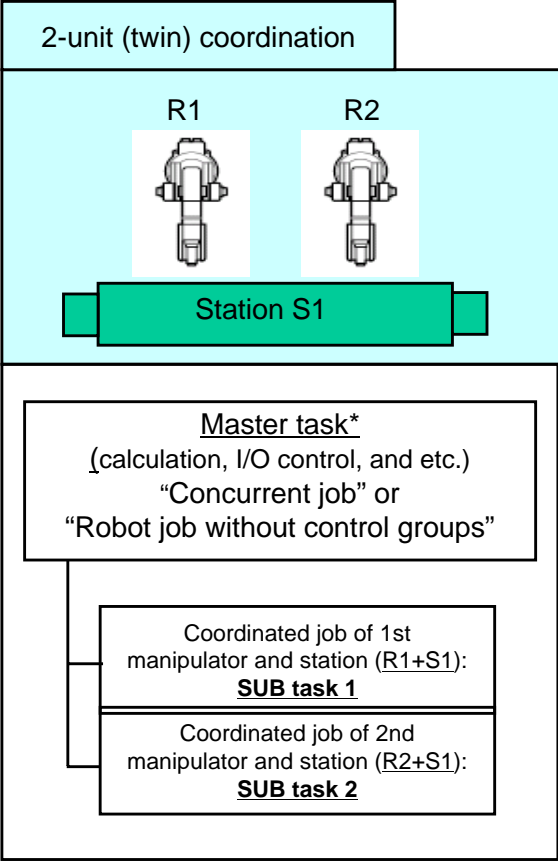 2-unit (twin) coordination
R1 R2
Station S1
Master task*
(calculation, I/O control, and etc.)
“Concurrent job” or
“Robot job without control groups”
Coordinated job of 1st
manipulator and station (R1+S1):
SUB task 1
Coordinated job of 2nd
manipulator and station (R2+S1):
SUB task 2